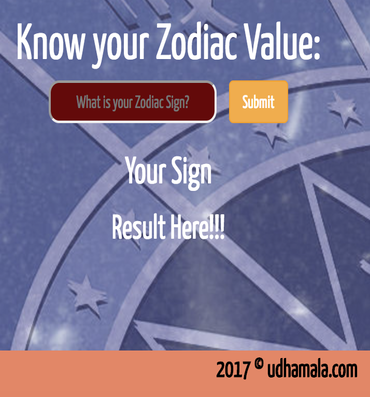 Know your Zodiac Value:
What is your Zodiac Sign? Submit
Your Sign
Result Here!!!
2017 © udhamala.com